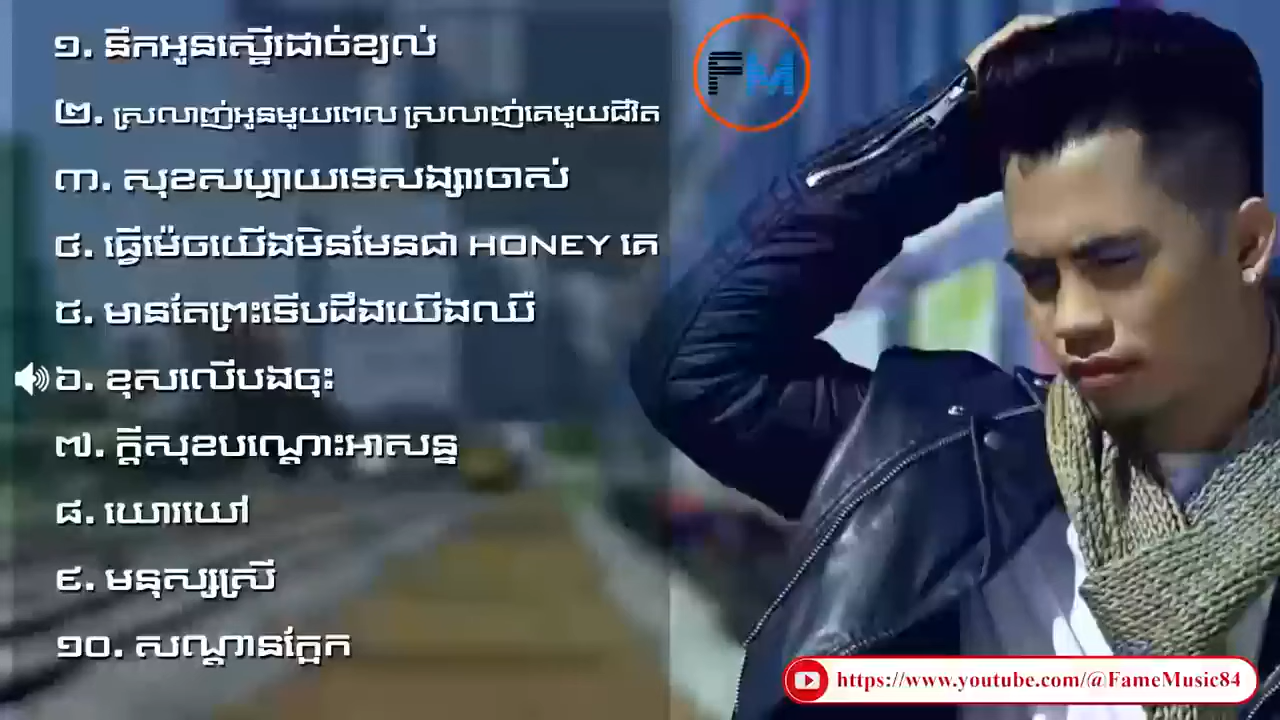 ១. នឹកអូនស្ទើរដាច់ខ្យល់
២. ស្រលាញ់អូនមួយពេល ស្រលាញ់គេមួយជីវិត
៣. សុខសប្បាយទេសង្សារចាស់
៤. ធ្វើម៉េចយើងមិនមែនជា HONEY គេ
៥. មានតែព្រះទើបដឹងយើងឈឺ
៦. ខុសលើបងចុះ
៧. ក្ដីសុខបណ្ដោះអាសន្ន
៨. ឃោរឃៅ
៩. មនុស្សស្រី
១០. សណ្ដានក្អែក
FM
https://www.youtube.com/@FameMusic84